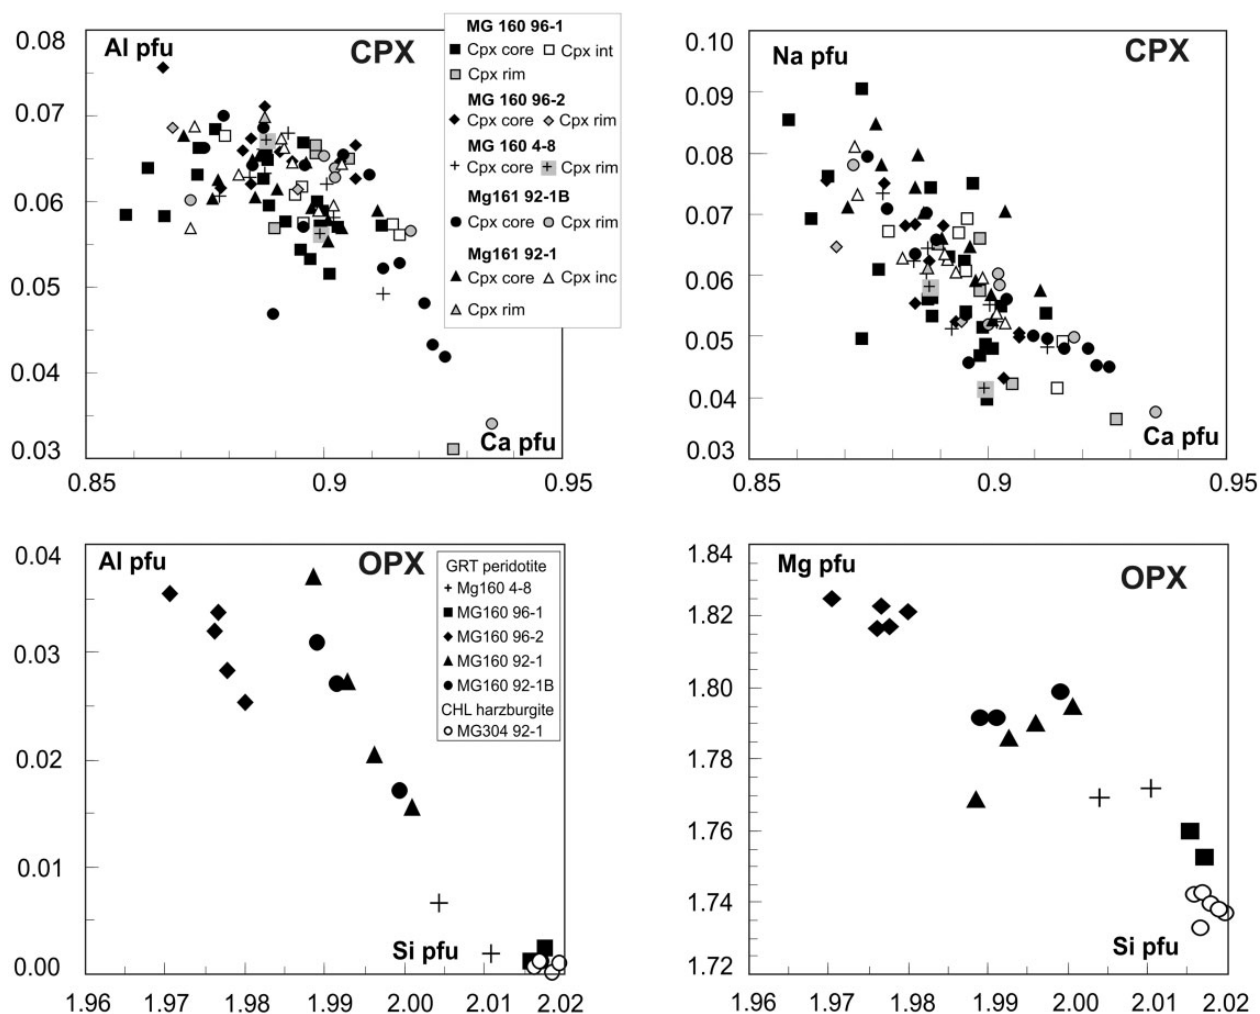 0.08
0.07
0.06
0.05
0.04
0.03
Al pfu
CPX
Ca pfu
0.85
0.9
0.95
MG 160 96-1
Cpx core
Cpx int
Cpx rim
MG 160 96-2
Cpx core
Cpx rim
MG 160 4-8
Cpx core
Cpx rim
Mg161 92-1B
Cpx core
Cpx rim
Mg161 92-1
Cpx core
Cpx inc
Cpx rim
0.10
0.09
0.08
0.07
0.06
0.05
0.04
0.03
Na pfu
CPX
Ca pfu
0.85
0.9
0.95
0.04
0.03
0.02
0.01
0.00
Al pfu
OPX
Si pfu
1.96
1.97
1.98
1.99
2.00
2.01
2.02
GRT peridotite
Mg160 4-8
MG160 96-1
MG160 96-2
MG160 92-1
MG160 92-1B
CHL harzburgite
MG304 92-1
1.84
1.82
1.80
1.78
1.76
1.74
1.72
Mg pfu
OPX
Si pfu
1.96
1.97
1.98
1.99
2.00
2.01
2.02